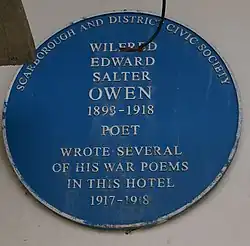 SCARBOROUGH AND DISTRICT CIVIC SOCIETY
WILFRED
EDWARD
SALTER
OWEN
1893-1918
POET
WROTE SEVERAL
OF HIS WAR POEMS
IN THIS HOTEL
1917-1918